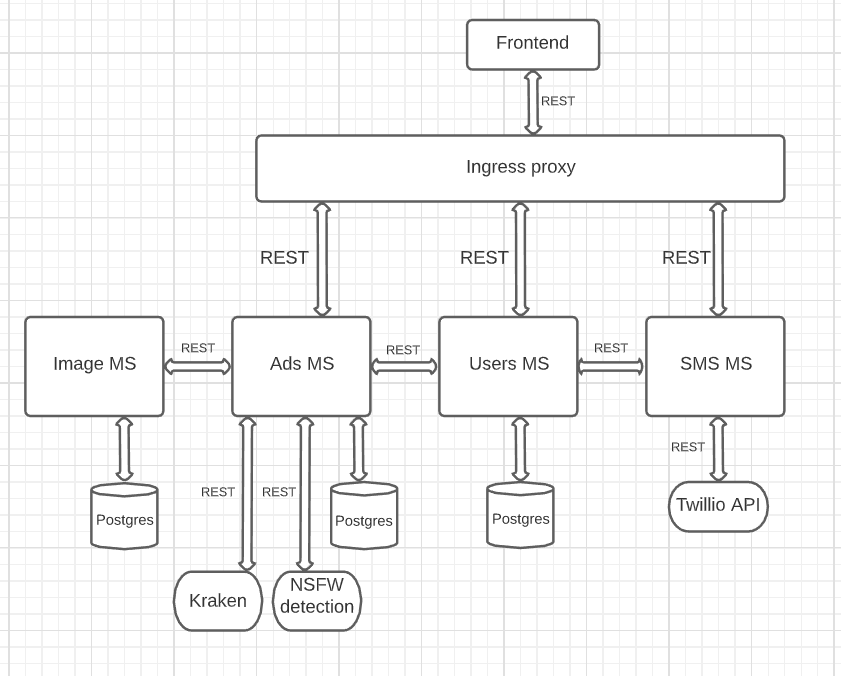 Frontend
REST
Ingress proxy
REST
REST
REST
Image MS
REST
Ads MS
REST
Users MS
REST
SMS MS
REST
REST
REST
Postgres
Postgres
Postgres
Twillio API
Kraken
NSFW
detection